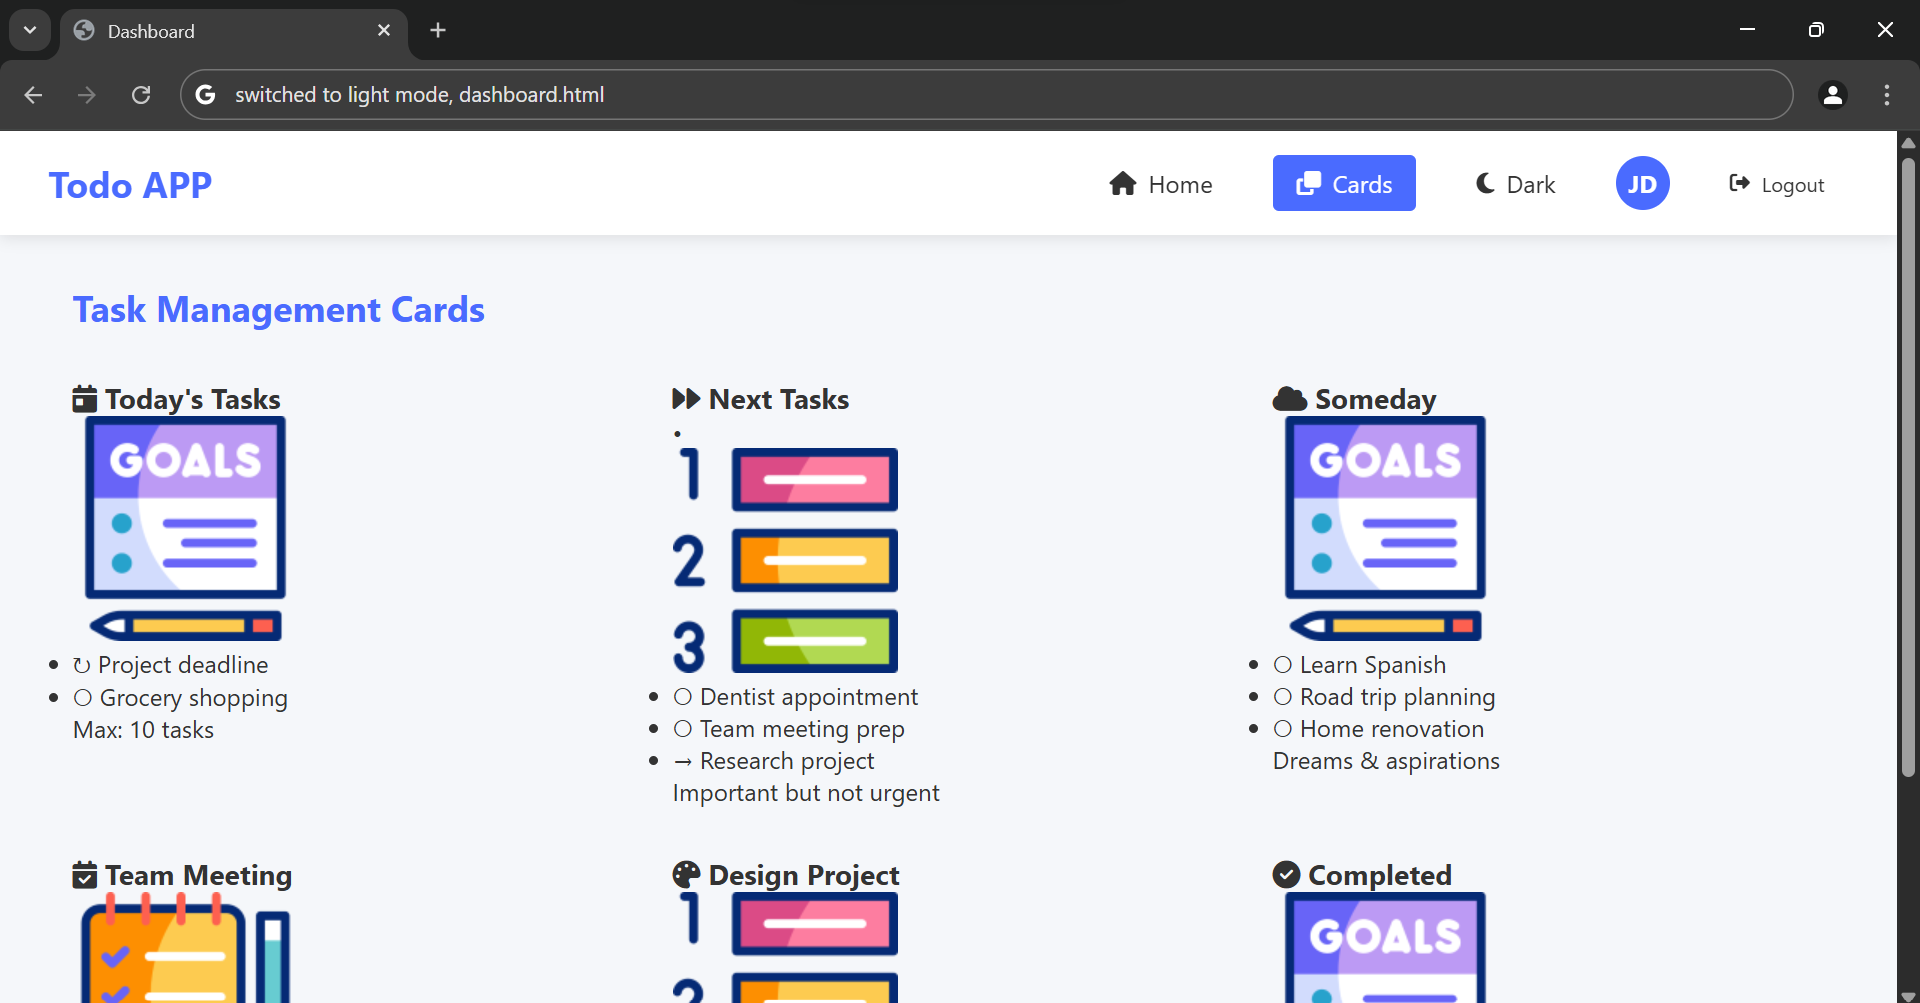 Dashboard
switched to light mode, dashboard.html
Todo APP
Home
Cards
Dark
JD
Logout
Task Management Cards
Today's Tasks
GOALS
• ↻ Project deadline
• ○ Grocery shopping
Max: 10 tasks
Next Tasks
•
1
2
3
• ○ Dentist appointment
• ○ Team meeting prep
• → Research project
Important but not urgent
Someday
GOALS
• ○ Learn Spanish
• ○ Road trip planning
• ○ Home renovation
Dreams & aspirations
Team Meeting
Design Project
1
2
Completed
GOALS